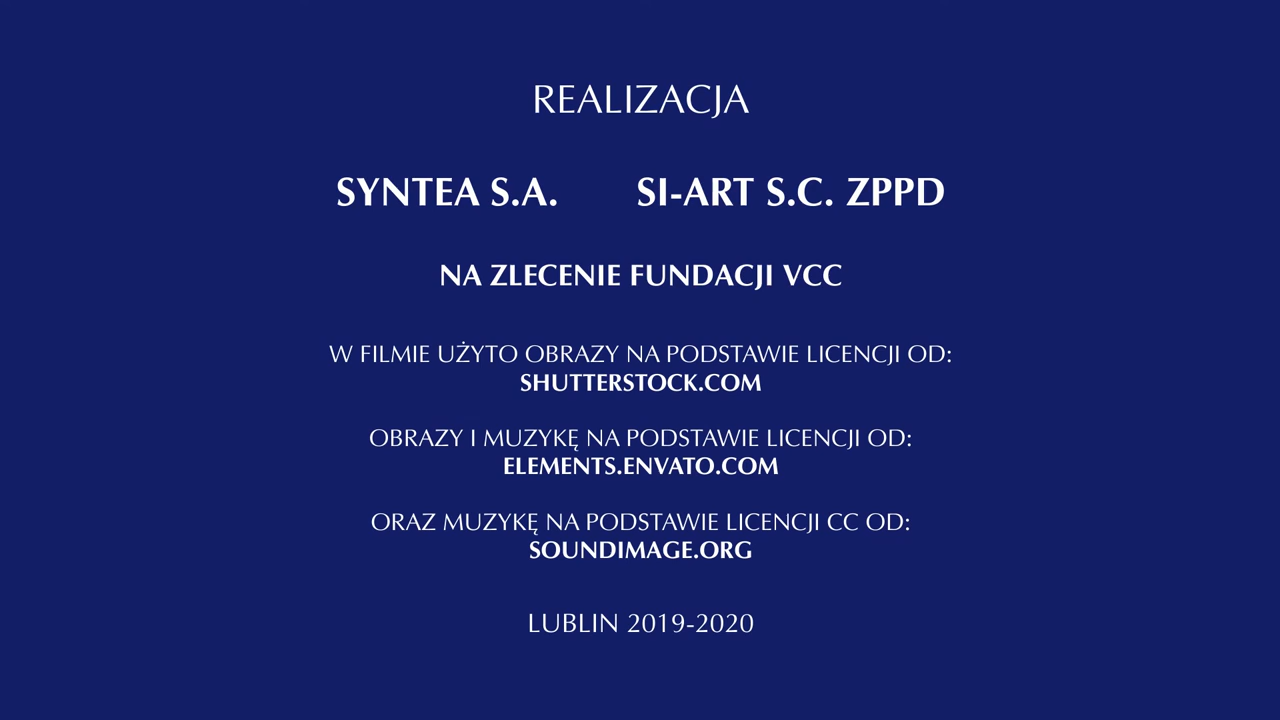 REALIZACJA
SYNTEA S.A. SI-ART S.C. ZPPD
NA ZLECENIE FUNDACJI VCC
W FILMIE UŻYTO OBRAZY NA PODSTAWIE LICENCJI OD:
SHUTTERSTOCK.COM
OBRAZY I MUZYKĘ NA PODSTAWIE LICENCJI OD:
ELEMENTS.ENVATO.COM
ORAZ MUZYKĘ NA PODSTAWIE LICENCJI CC OD:
SOUNDIMAGE.ORG
LUBLIN 2019-2020